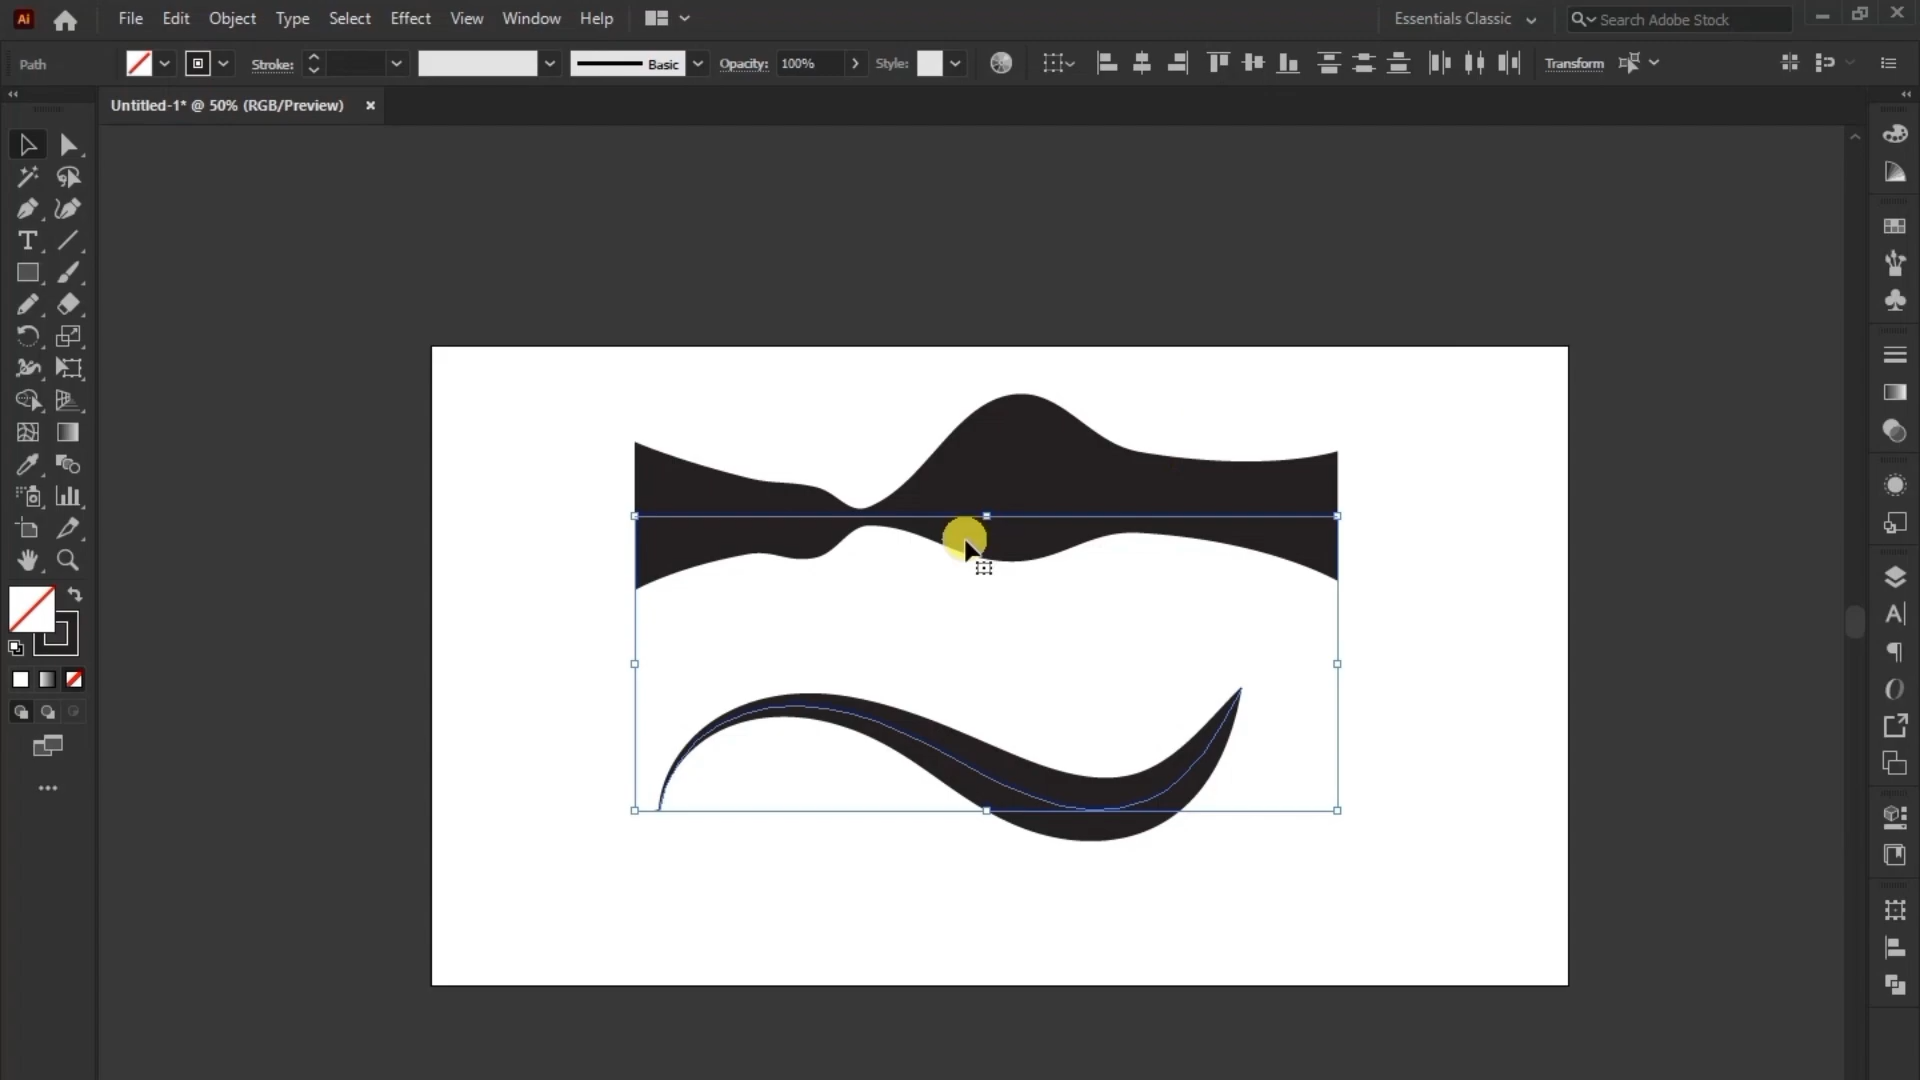 Ai File Edit Object Type Select Effect View Window Help Essentials Classic Search Adobe Stock
Path Stroke: Basic Opacity: 100% Style: Transform
Untitled-1* @ 50% (RGB/Preview)